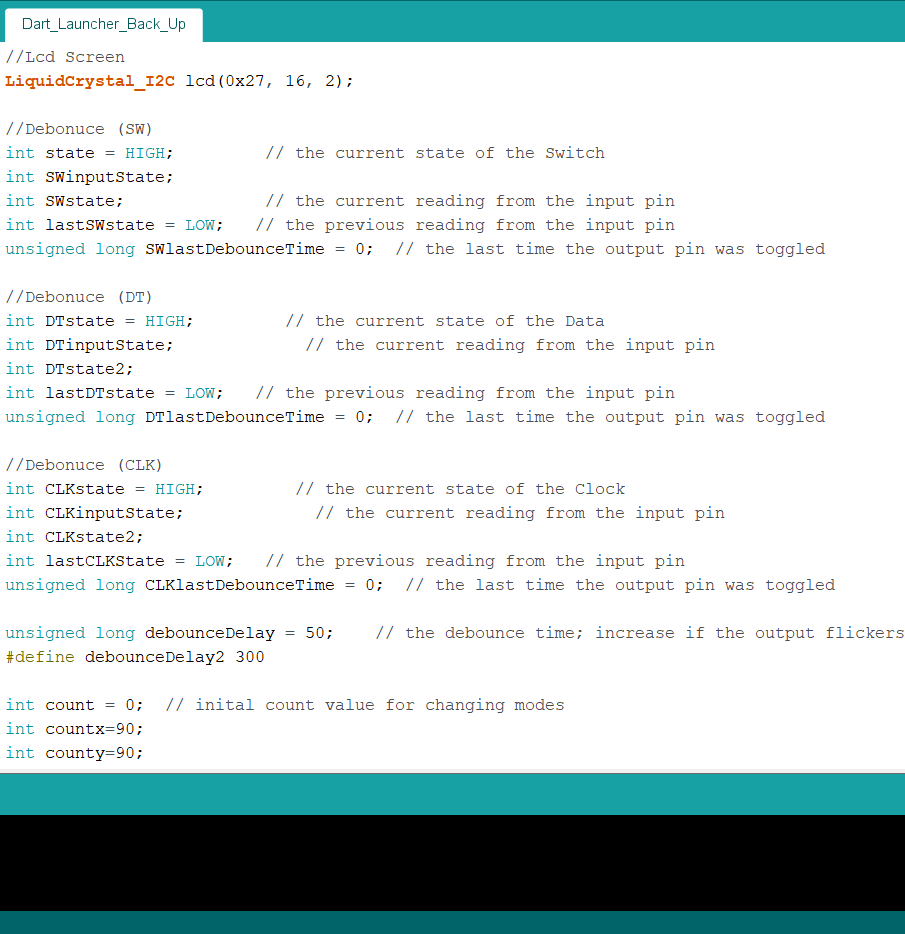 Dart_Launcher_Back_Up
//Lcd Screen
LiquidCrystal_I2C lcd(0x27, 16, 2);
//Debonuce (SW)
int state = HIGH;         // the current state of the Switch
int SWinputState;
int SWstate;              // the current reading from the input pin
int lastSWstate = LOW;   // the previous reading from the input pin
unsigned long SWlastDebounceTime = 0;  // the last time the output pin was toggled
//Debonuce (DT)
int DTstate = HIGH;         // the current state of the Data
int DTinputState;             // the current reading from the input pin
int DTstate2;
int lastDTstate = LOW;   // the previous reading from the input pin
unsigned long DTlastDebounceTime = 0;  // the last time the output pin was toggled
//Debonuce (CLK)
int CLKstate = HIGH;         // the current state of the Clock
int CLKinputState;             // the current reading from the input pin
int CLKstate2;
int lastCLKState = LOW;   // the previous reading from the input pin
unsigned long CLKlastDebounceTime = 0;  // the last time the output pin was toggled
unsigned long debounceDelay = 50;    // the debounce time; increase if the output flickers
#define debounceDelay2 300
int count = 0;  // inital count value for changing modes
int countx=90;
int county=90;